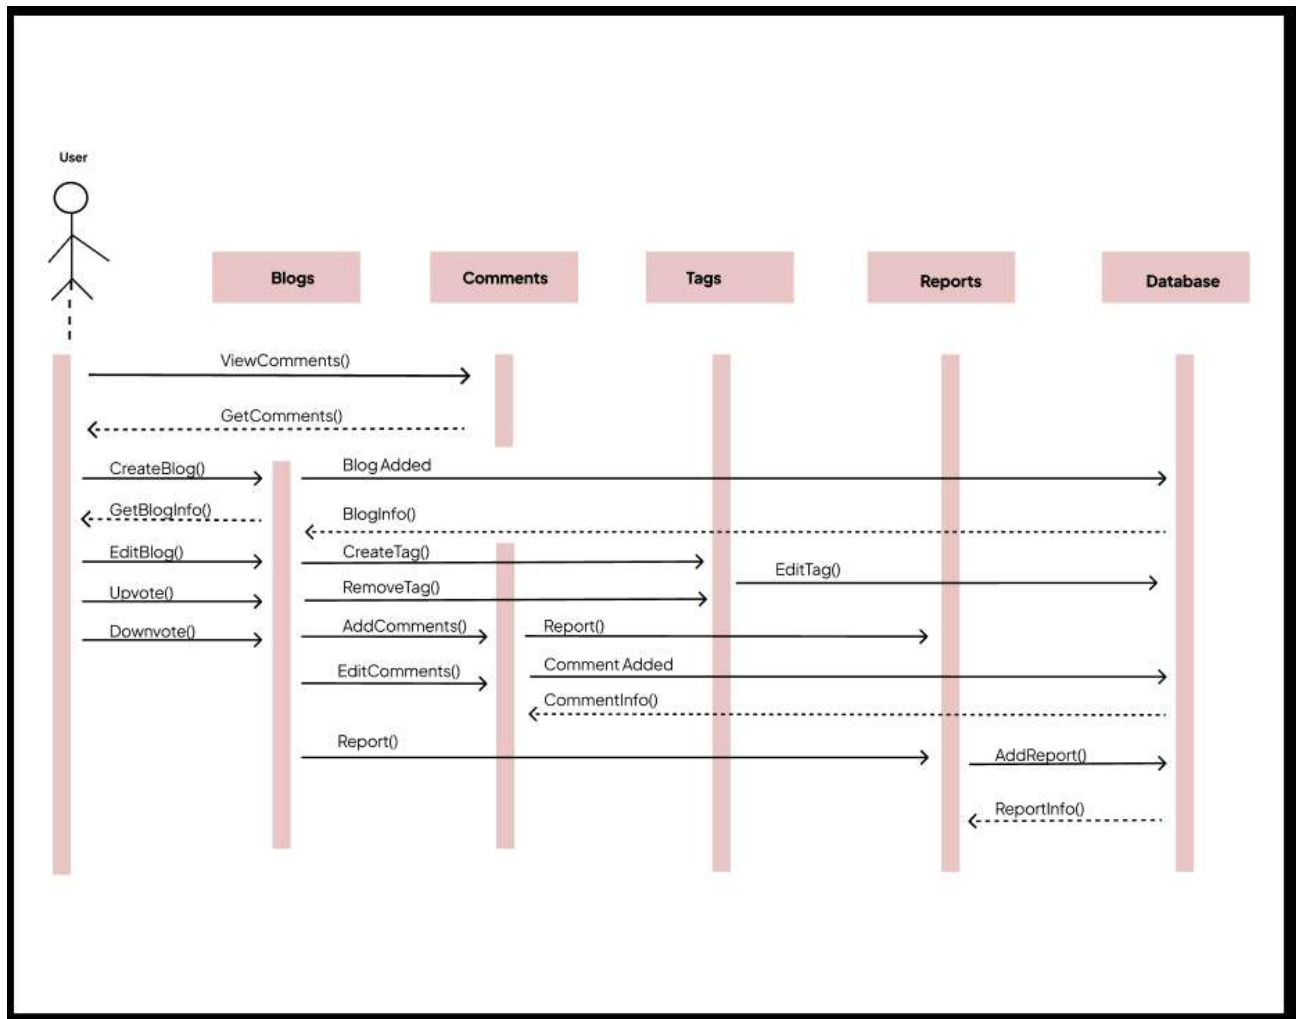 User
Blogs
Comments
Tags
Reports
Database
ViewComments()
GetComments()
CreateBlog()
Blog Added
GetBlogInfo()
BlogInfo()
EditBlog()
CreateTag()
EditTag()
Upvote()
RemoveTag()
Downvote()
AddComments()
Report()
EditComments()
Comment Added
CommentInfo()
Report()
AddReport()
ReportInfo()